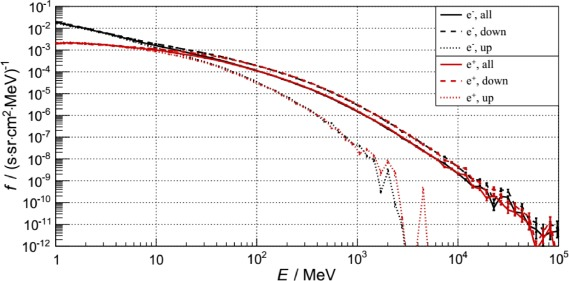 10⁻¹
10⁻²
10⁻³
10⁻⁴
10⁻⁵
10⁻⁶
10⁻⁷
10⁻⁸
10⁻⁹
10⁻¹⁰
10⁻¹¹
10⁻¹²
f / (s·sr·cm²·MeV)⁻¹
e⁻, all
e⁻, down
e⁻, up
e⁺, all
e⁺, down
e⁺, up
1 10 10² 10³ 10⁴ 10⁵
E / MeV